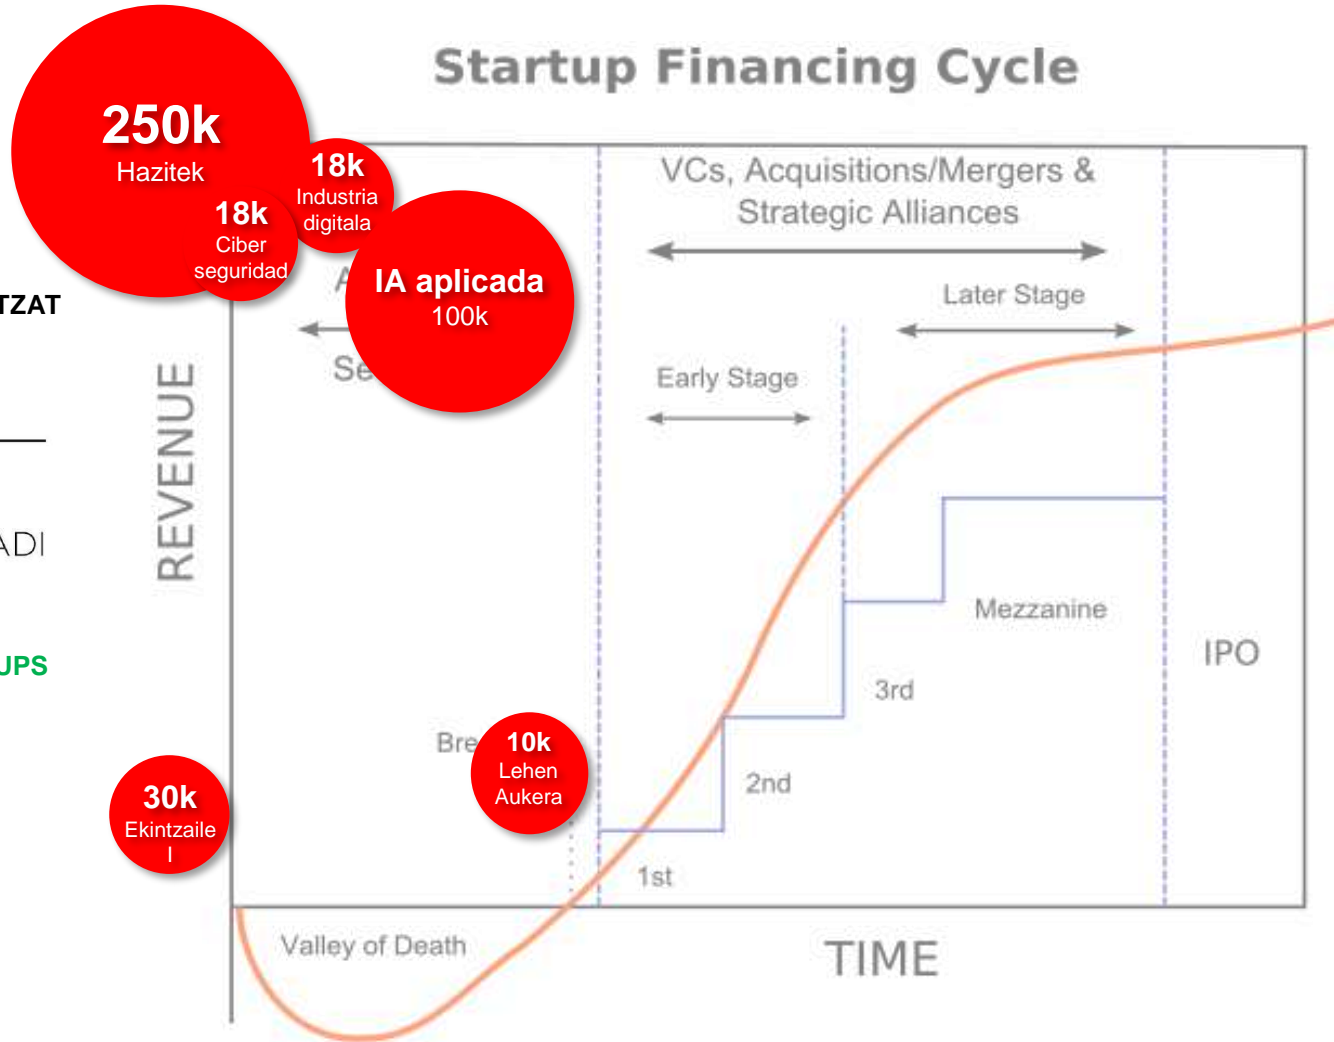 Startup Financing Cycle
250k
Hazitek
18k
Industria
digitala
18k
Ciber
seguridad
IA aplicada
100k
VCs, Acquisitions/Mergers &
Strategic Alliances
Later Stage
Early Stage
TZAT
REVENUE
ADI
UPS
Mezzanine
IPO
3rd
2nd
1st
10k
Lehen
Aukera
30k
Ekintzaile
I
Valley of Death
TIME